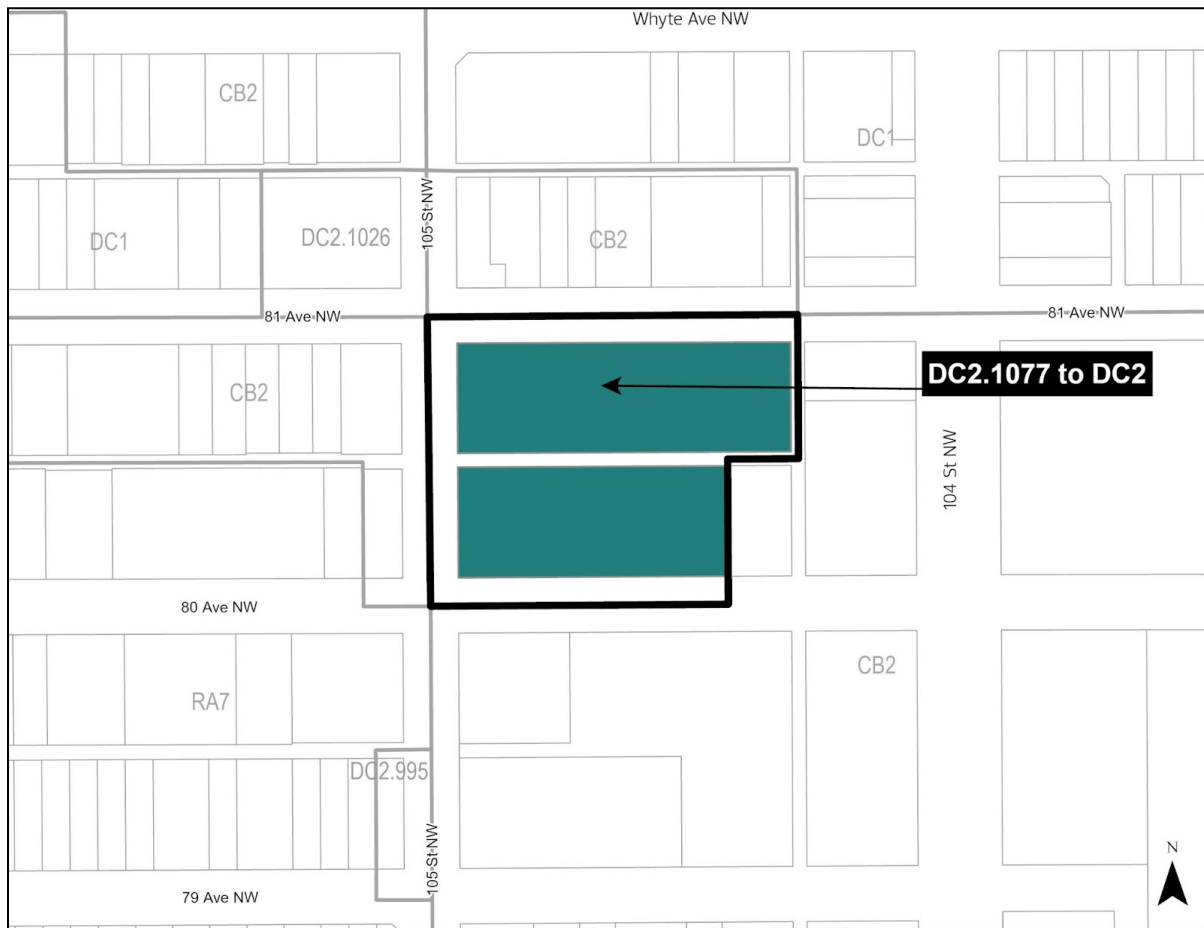 Whyte Ave NW
CB2
DC1
105 St NW
DC1
DC2.1026
CB2
81 Ave NW
81 Ave NW
CB2
DC2.1077 to DC2
104 St NW
80 Ave NW
CB2
RA7
DC2.995
105 St NW
79 Ave NW
N